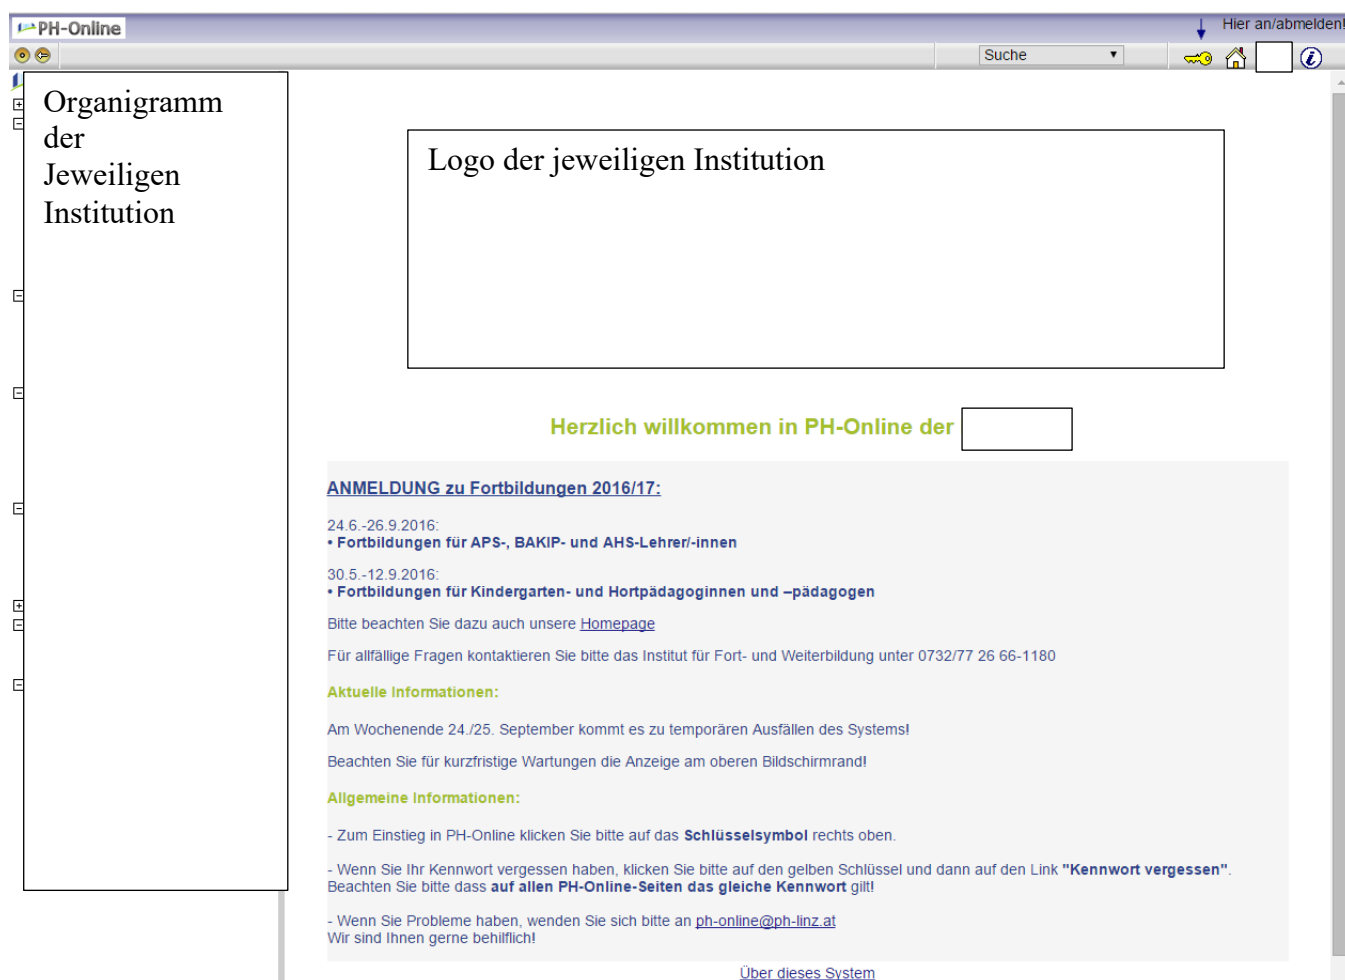 PH-Online
Hier an/abmelden!
Suche
Organigramm
der
Jeweiligen
Institution
Logo der jeweiligen Institution
Herzlich willkommen in PH-Online der
ANMELDUNG zu Fortbildungen 2016/17:
24.6.-26.9.2016:
• Fortbildungen für APS-, BAKIP- und AHS-Lehrer/-innen
30.5.-12.9.2016:
• Fortbildungen für Kindergarten- und Hortpädagoginnen und –pädagogen
Bitte beachten Sie dazu auch unsere Homepage
Für allfällige Fragen kontaktieren Sie bitte das Institut für Fort- und Weiterbildung unter 0732/77 26 66-1180
Aktuelle Informationen:
Am Wochenende 24./25. September kommt es zu temporären Ausfällen des Systems!
Beachten Sie für kurzfristige Wartungen die Anzeige am oberen Bildschirmrand!
Allgemeine Informationen:
- Zum Einstieg in PH-Online klicken Sie bitte auf das Schlüsselsymbol rechts oben.
- Wenn Sie Ihr Kennwort vergessen haben, klicken Sie bitte auf den gelben Schlüssel und dann auf den Link "Kennwort vergessen".
Beachten Sie bitte dass auf allen PH-Online-Seiten das gleiche Kennwort gilt!
- Wenn Sie Probleme haben, wenden Sie sich bitte an ph-online@ph-linz.at
Wir sind Ihnen gerne behilflich!
Über dieses System